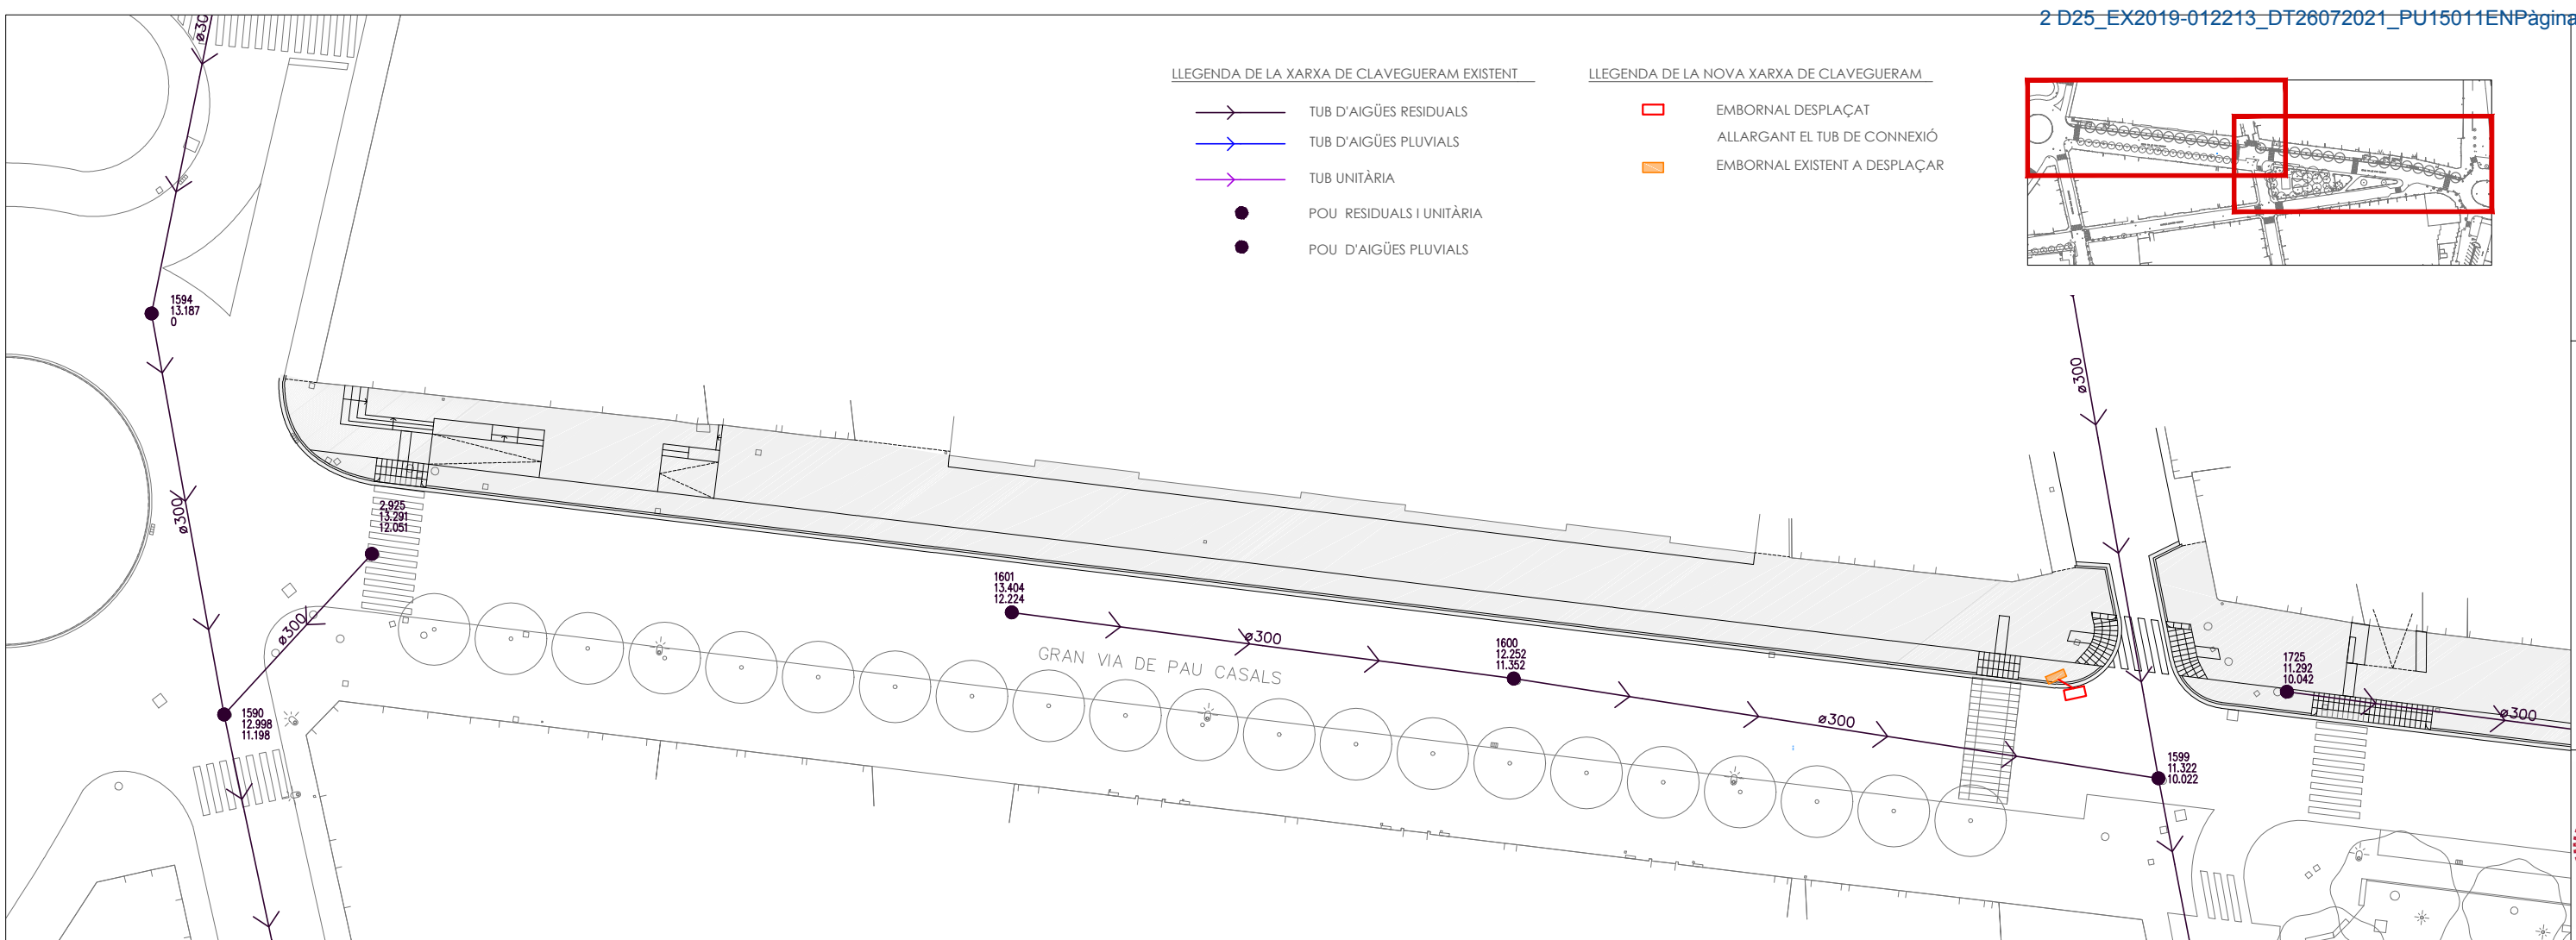 2 D25_EX2019-012213_DT26072021_PU15011ENPàgina
LLEGENDA DE LA XARXA DE CLAVEGUERAM EXISTENT
TUB D'AIGÜES RESIDUALS
TUB D'AIGÜES PLUVIALS
TUB UNITÀRIA
POU RESIDUALS I UNITÀRIA
POU D'AIGÜES PLUVIALS
LLEGENDA DE LA NOVA XARXA DE CLAVEGUERAM
EMBORNAL DESPLAÇAT
ALLARGANT EL TUB DE CONNEXIÓ
EMBORNAL EXISTENT A DESPLAÇAR
ø300
1594
13.187
0
ø300
ø300
2,925
13.291
12.051
ø300
1590
12.998
11.198
1601
13.404
12.224
ø300
GRAN VIA DE PAU CASALS
1600
12.252
11.352
ø300
1725
11.292
10.042
ø300
1599
11.322
10.022